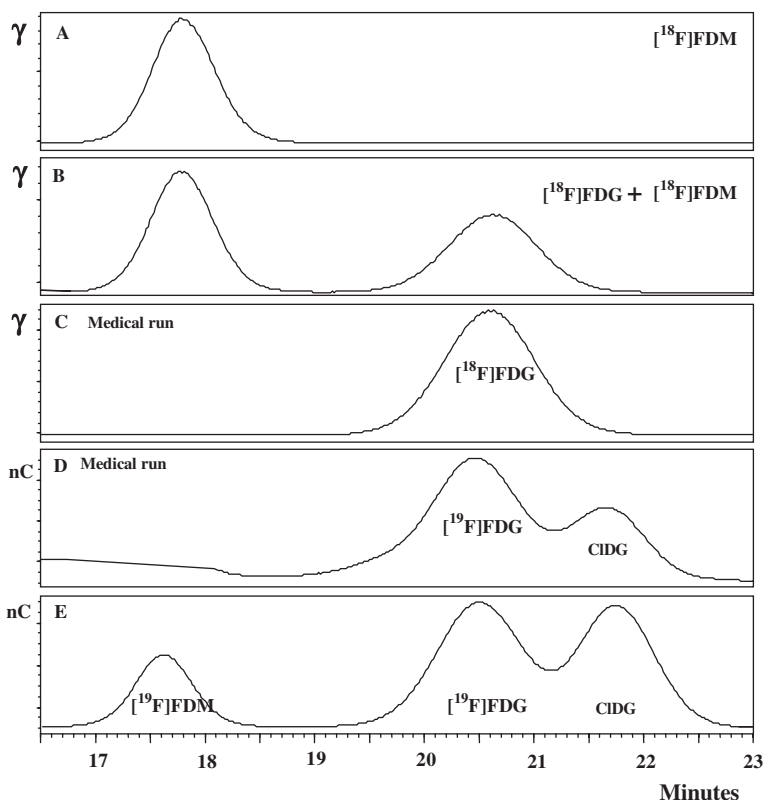 γ A [¹⁸F]FDM
γ B [¹⁸F]FDG + [¹⁸F]FDM
γ C Medical run
[¹⁸F]FDG
nC D Medical run
[¹⁹F]FDG
ClDG
nC E
[¹⁹F]FDM [¹⁹F]FDG ClDG
17 18 19 20 21 22 23
Minutes